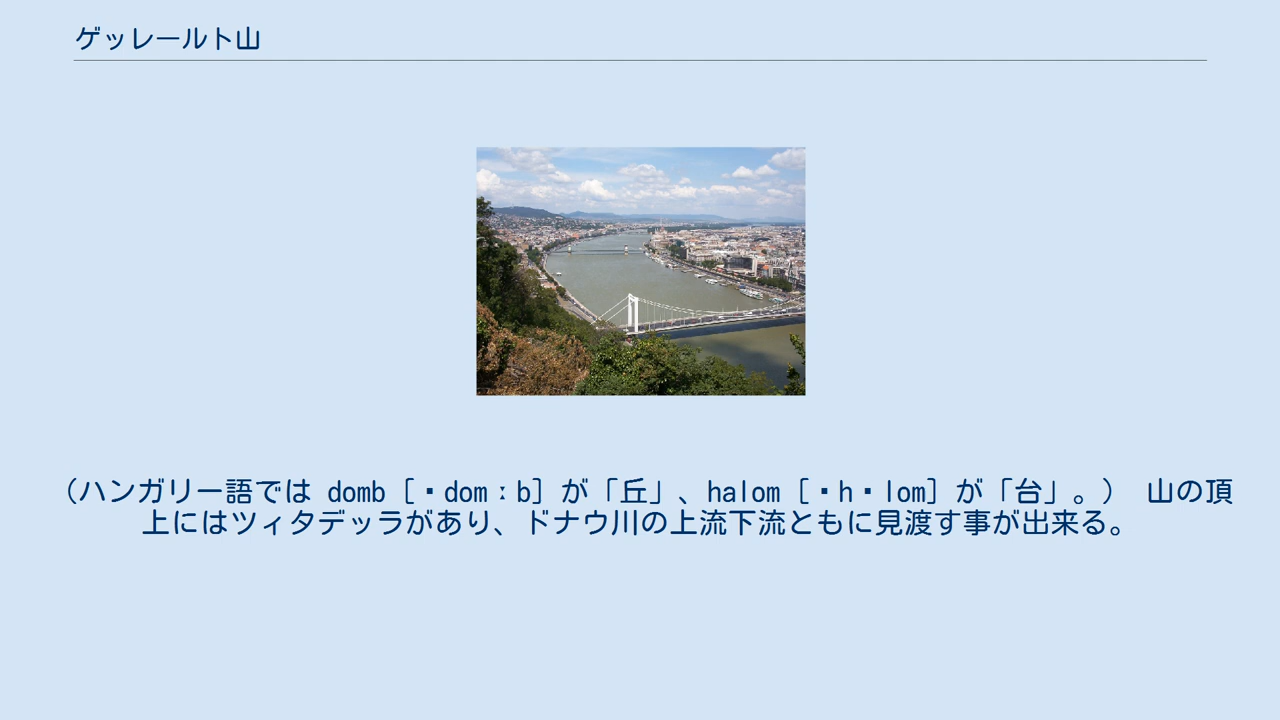 ゲッレールト山
（ハンガリー語では domb［▪domːb］が「丘」、halom［▪h▪lom］が「台」。） 山の頂
上にはツィタデッラがあり、ドナウ川の上流下流ともに見渡す事が出来る。